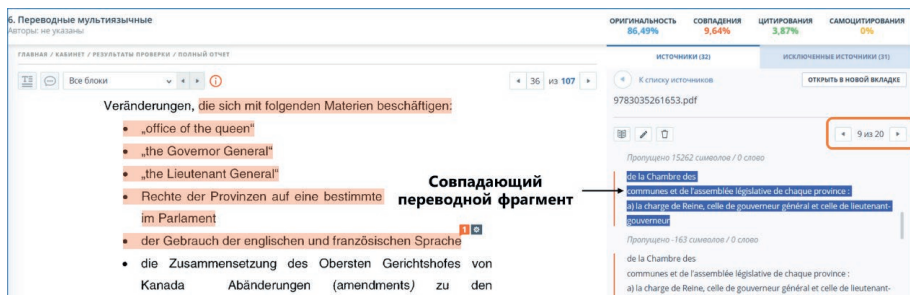 6. Переводные мультиязычные
Авторы: не указаны
ОРИГИНАЛЬНОСТЬ
86,49%
СОВПАДЕНИЯ
9,64%
ЦИТИРОВАНИЯ
3,87%
САМОЦИТИРОВАНИЯ
0%
ГЛАВНАЯ / КАБИНЕТ / РЕЗУЛЬТАТЫ ПРОВЕРКИ / ПОЛНЫЙ ОТЧЕТ
Все блоки
36 из 107
Veränderungen, die sich mit folgenden Materien beschäftigen:
• „office of the queen“
• „the Governor General“
• „the Lieutenant General“
• Rechte der Provinzen auf eine bestimmte
im Parlament
• der Gebrauch der englischen und französischen Sprache
1
• die Zusammensetzung des Obersten Gerichtshofes von
Kanada Abänderungen (amendments) zu den
Совпадающий
переводной фрагмент
ИСТОЧНИКИ (32)
ИСКЛЮЧЕННЫЕ ИСТОЧНИКИ (31)
К списку источников
ОТКРЫТЬ В НОВОЙ ВКЛАДКЕ
9783035261653.pdf
9 из 20
Пропущено 15262 символов / 0 слово
de la Chambre des
communes et de l'assemblée législative de chaque province :
a) la charge de Reine, celle de gouverneur général et celle de lieutenant-
gouverneur
Пропущено -163 символов / 0 слово
de la Chambre des
communes et de l'assemblée législative de chaque province :
a) la charge de Reine, celle de gouverneur général et celle de lieutenant-